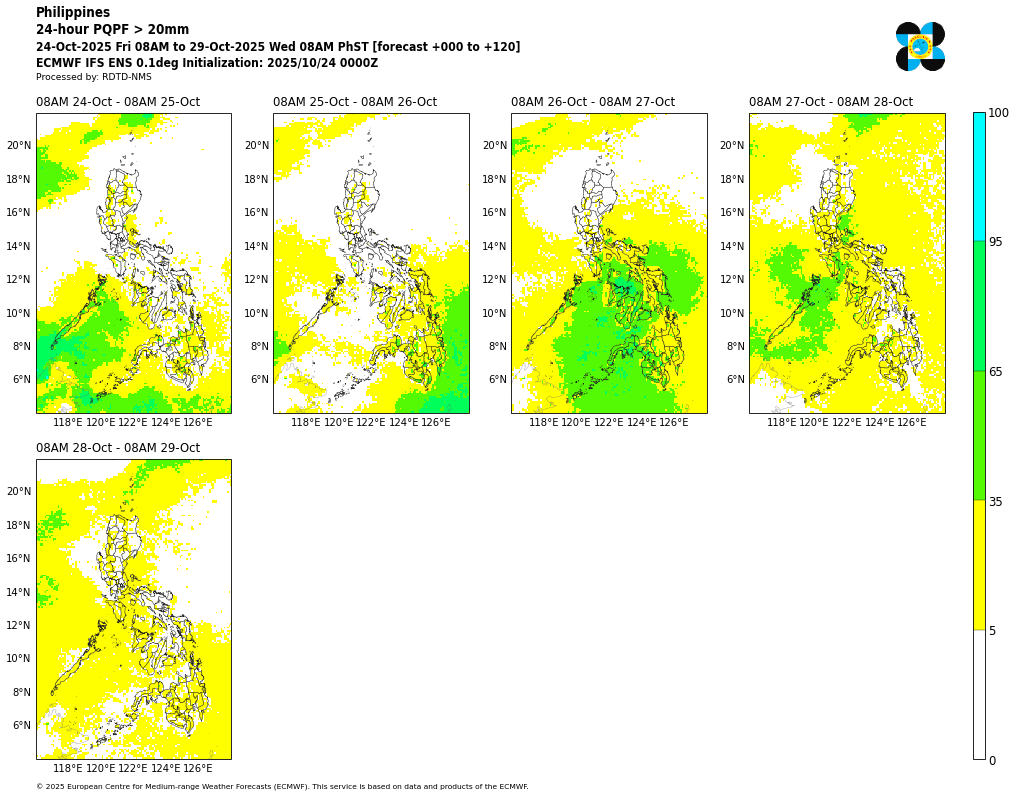 Philippines
24-hour PQPF > 20mm
24-Oct-2025 Fri 08AM to 29-Oct-2025 Wed 08AM PhST [forecast +000 to +120]
ECMWF IFS ENS 0.1deg Initialization: 2025/10/24 0000Z
Processed by: RDTD-NMS
08AM 24-Oct - 08AM 25-Oct
08AM 25-Oct - 08AM 26-Oct
08AM 26-Oct - 08AM 27-Oct
08AM 27-Oct - 08AM 28-Oct
20°N 20°N 20°N 20°N
18°N 18°N 18°N 18°N
16°N 16°N 16°N 16°N
14°N 14°N 14°N 14°N
12°N 12°N 12°N 12°N
10°N 10°N 10°N 10°N
8°N 8°N 8°N 8°N
6°N 6°N 6°N 6°N
118°E 120°E 122°E 124°E 126°E
118°E 120°E 122°E 124°E 126°E
118°E 120°E 122°E 124°E 126°E
118°E 120°E 122°E 124°E 126°E
100
95
65
35
5
0
08AM 28-Oct - 08AM 29-Oct
20°N
18°N
16°N
14°N
12°N
10°N
8°N
6°N
118°E 120°E 122°E 124°E 126°E
© 2025 European Centre for Medium-range Weather Forecasts (ECMWF). This service is based on data and products of the ECMWF.